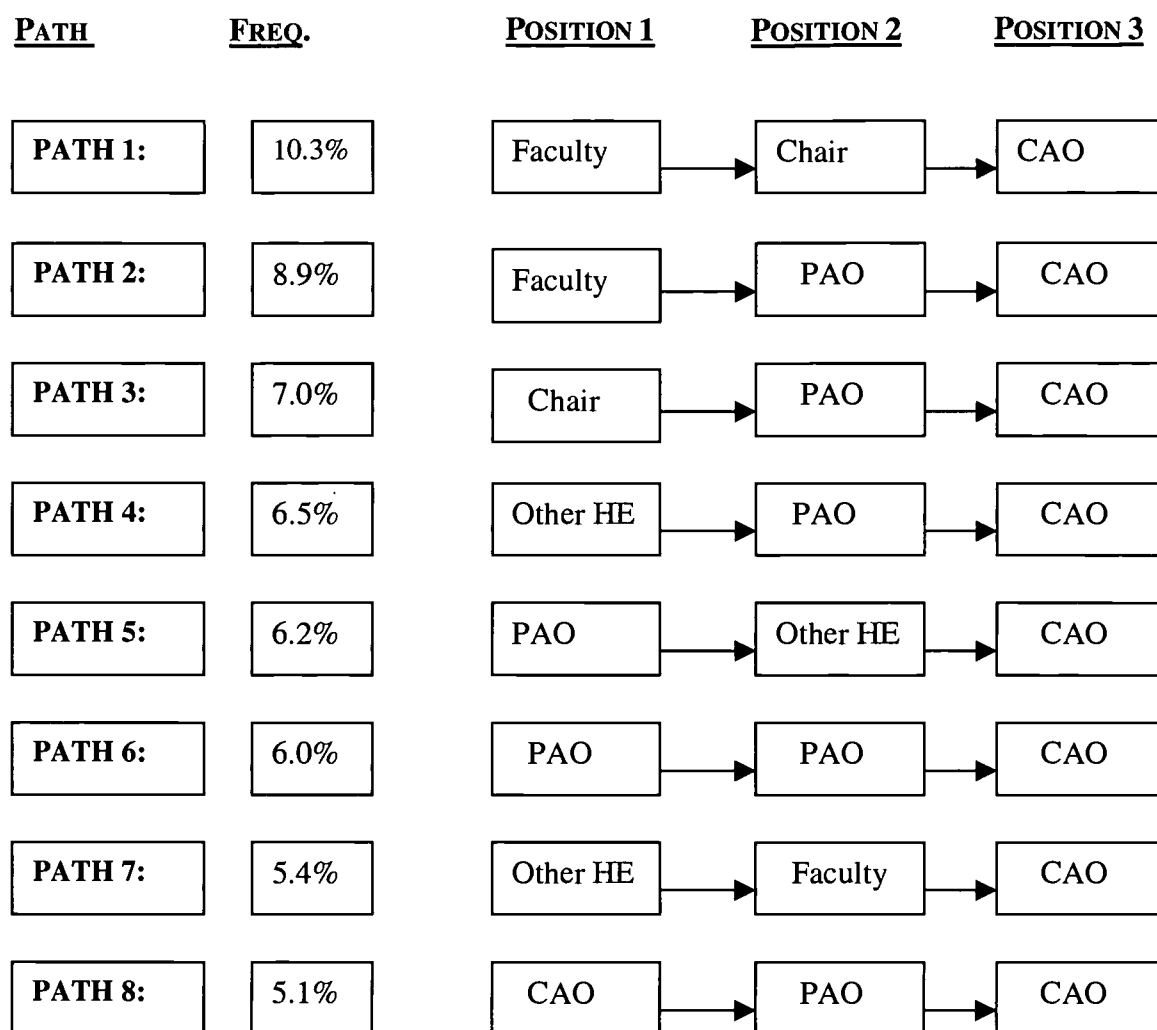 PATH FREQ. POSITION 1 POSITION 2 POSITION 3
PATH 1: 10.3% Faculty Chair CAO
PATH 2: 8.9% Faculty PAO CAO
PATH 3: 7.0% Chair PAO CAO
PATH 4: 6.5% Other HE PAO CAO
PATH 5: 6.2% PAO Other HE CAO
PATH 6: 6.0% PAO PAO CAO
PATH 7: 5.4% Other HE Faculty CAO
PATH 8: 5.1% CAO PAO CAO